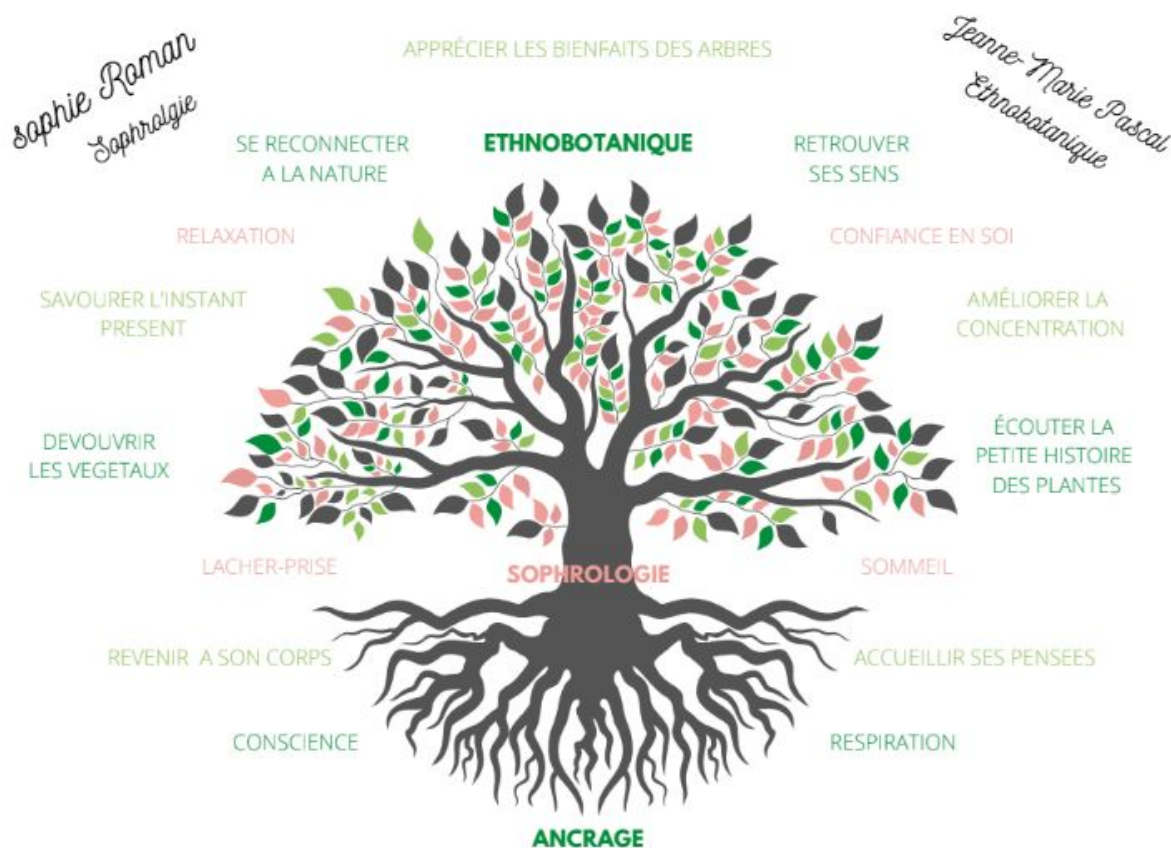 sophie Roman
Sophrolgie
APPRÉCIER LES BIENFAITS DES ARBRES
Jeanne-Marie Pascal
Ethnobotanique
SE RECONNECTER
A LA NATURE
ETHNOBOTANIQUE
RETROUVER
SES SENS
RELAXATION
CONFIANCE EN SOI
SAVOURER L'INSTANT
PRESENT
AMÉLIORER LA
CONCENTRATION
DEVOUVRIR
LES VEGETAUX
ÉCOUTER LA
PETITE HISTOIRE
DES PLANTES
LACHER-PRISE
SOPHROLOGIE
SOMMEIL
REVENIR A SON CORPS
ACCUEILLIR SES PENSEES
CONSCIENCE
RESPIRATION
ANCRAGE